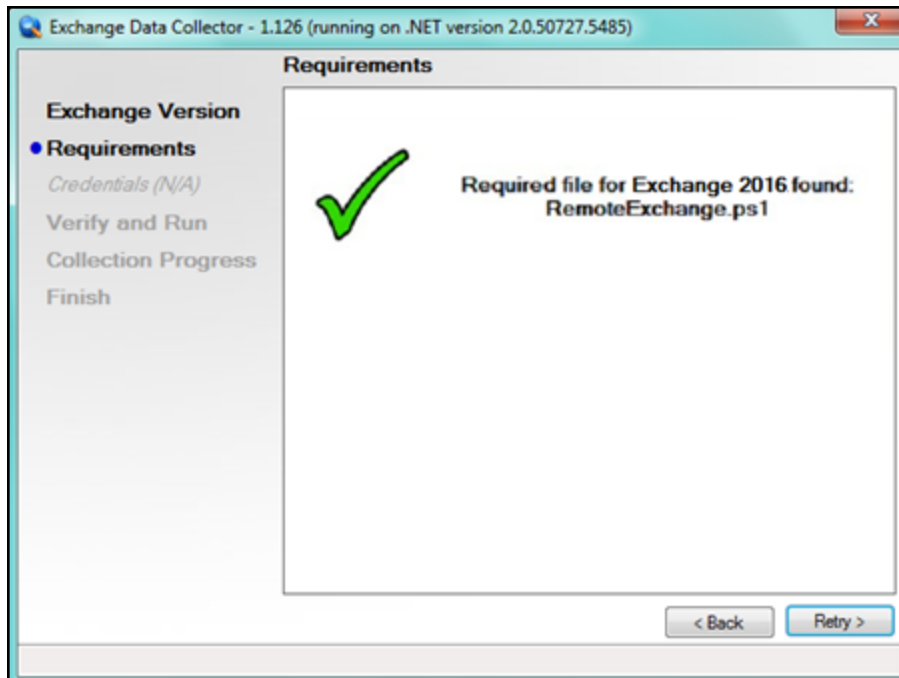 Exchange Data Collector - 1.126 (running on .NET version 2.0.50727.5485)
Requirements
Exchange Version
Requirements
Credentials (N/A)
Verify and Run
Collection Progress
Finish
Required file for Exchange 2016 found:
RemoteExchange.ps1
< Back
Retry >